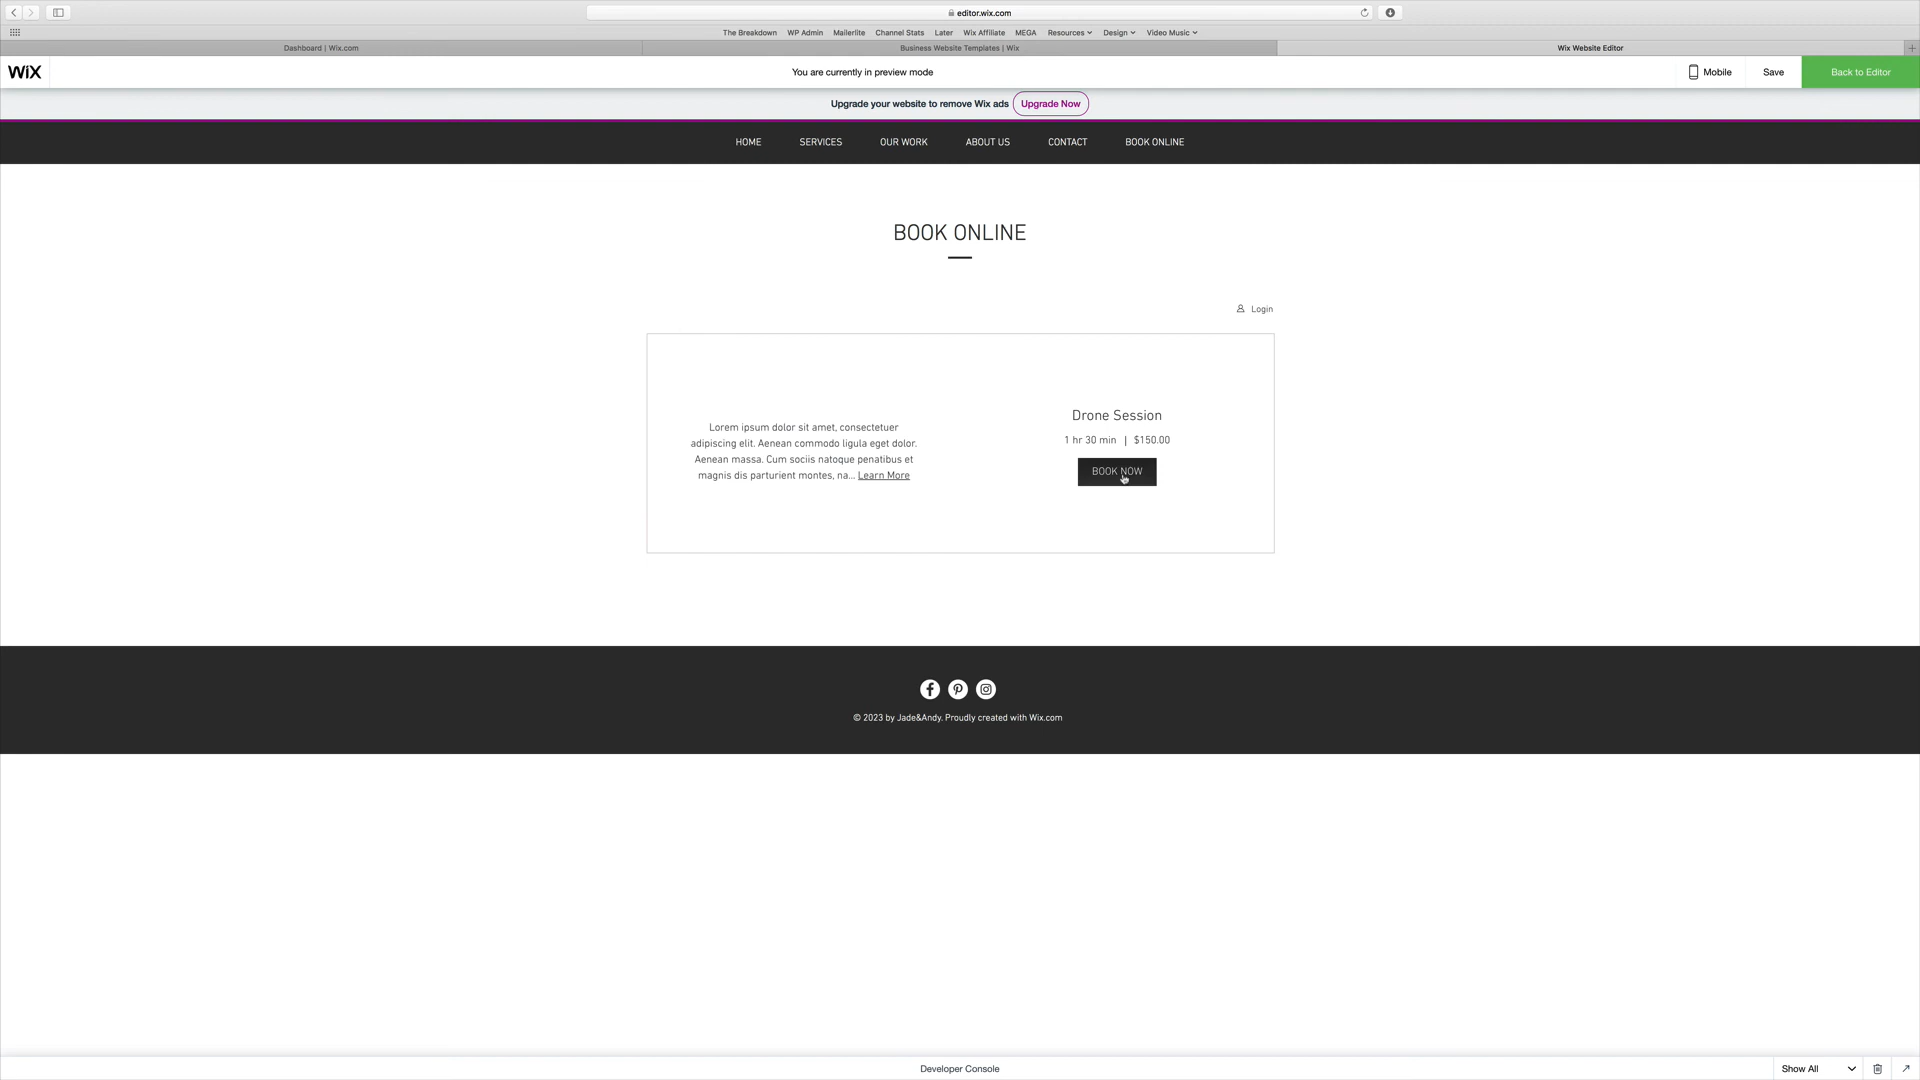 editor.wix.com
The Breakdown WP Admin Mailerlite Channel Stats Later Wix Affiliate MEGA Resources Design Video Music
Dashboard | Wix.com Business Website Templates | Wix Wix Website Editor
WiX You are currently in preview mode Mobile Save Back to Editor
Upgrade your website to remove Wix ads Upgrade Now
HOME SERVICES OUR WORK ABOUT US CONTACT BOOK ONLINE
BOOK ONLINE
Login
Lorem ipsum dolor sit amet, consectetuer
adipiscing elit. Aenean commodo ligula eget dolor.
Aenean massa. Cum sociis natoque penatibus et
magnis dis parturient montes, na... Learn More
Drone Session
1 hr 30 min | $150.00
BOOK NOW
© 2023 by Jade&Andy. Proudly created with Wix.com
Developer Console Show All